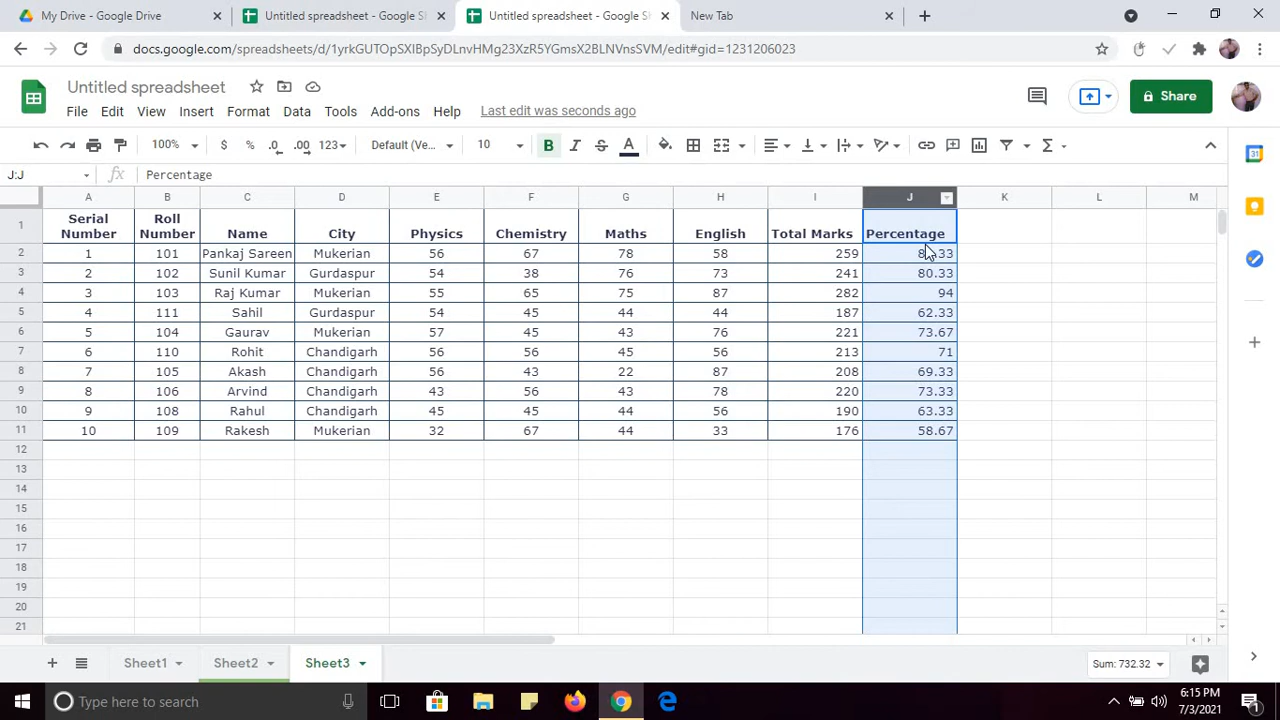 My Drive - Google Drive
Untitled spreadsheet - Google Sh
Untitled spreadsheet - Google Sh
New Tab
docs.google.com/spreadsheets/d/1yrkGUTOpSXIBpSyDLnvHMg23XzR5YGmsX2BLNVnsSVM/edit#gid=1231206023
Untitled spreadsheet
File Edit View Insert Format Data Tools Add-ons Help Last edit was seconds ago
Share
100% $ % .0 .00 123 Default (Ve... 10 B I S A Σ
J:J fx Percentage
A B C D E F G H I J K L M
Serial Roll
1 Number Number Name City Physics Chemistry Maths English Total Marks Percentage
2 1 101 Pankaj Sareen Mukerian 56 67 78 58 259
3 2 102 Sunil Kumar Gurdaspur 54 38 76 73 241 80.33
4 3 103 Raj Kumar Mukerian 55 65 75 87 282 94
5 4 111 Sahil Gurdaspur 54 45 44 44 187 62.33
6 5 104 Gaurav Mukerian 57 45 43 76 221 73.67
7 6 110 Rohit Chandigarh 56 56 45 56 213 71
8 7 105 Akash Chandigarh 56 43 22 87 208 69.33
9 8 106 Arvind Chandigarh 43 56 43 78 220 73.33
10 9 108 Rahul Chandigarh 45 45 44 56 190 63.33
11 10 109 Rakesh Mukerian 32 67 44 33 176 58.67
12
13
14
15
16
17
18
19
20
21
Sheet1 Sheet2 Sheet3 Sum: 732.32
Type here to search
6:15 PM
7/3/2021